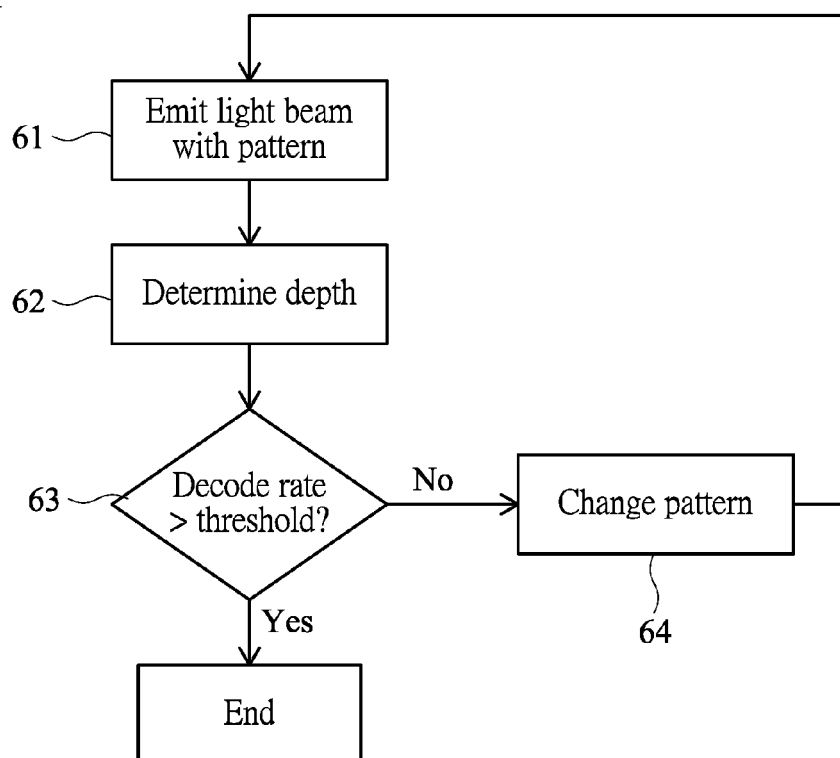 61
Emit light beam
with pattern
62
Determine depth
63
Decode rate
> threshold?
No
Change pattern
64
Yes
End